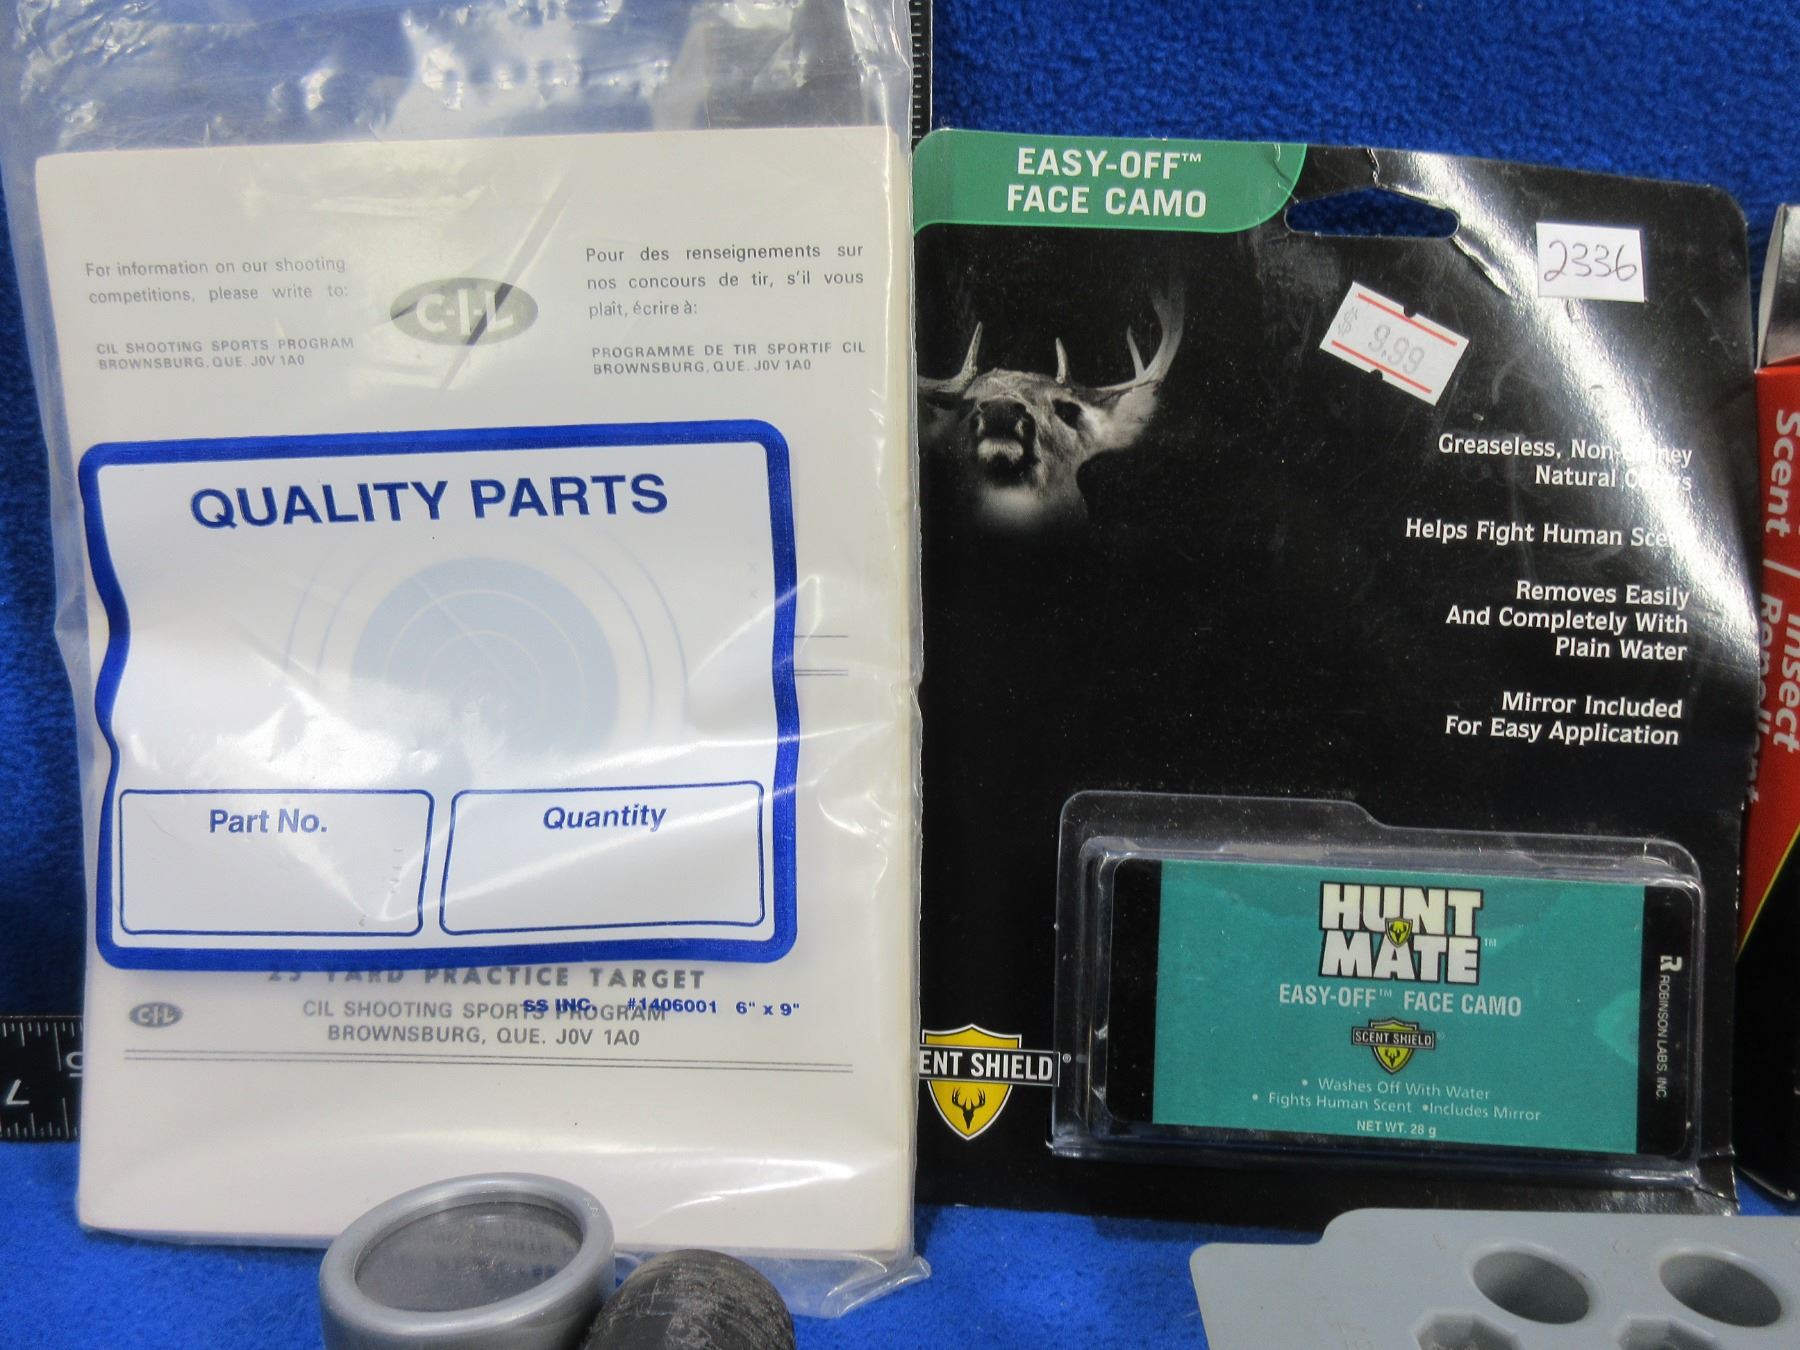 For information on our shooting
competitions, please write to:
CIL SHOOTING SPORTS PROGRAM
BROWNSBURG, QUE. J0V 1A0
C-I-L
Pour des renseignements sur
nos concours de tir, s'il vous
plaît, écrire à:
PROGRAMME DE TIR SPORTIF CIL
BROWNSBURG, QUE. J0V 1A0
QUALITY PARTS
Part No.
Quantity
25 YARD PRACTICE TARGET
CIL SHOOTING SPORTS PROGRAM
SS INC. #1406001 6" x 9"
BROWNSBURG, QUE. J0V 1A0
C-I-L
5
7
EASY-OFF™
FACE CAMO
2336
$ 9.99
Greaseless,
Natural
Helps Fight Human
Removes Easily
And Completely With
Plain Water
Mirror Included
For Easy Application
HUNT
MATE™
EASY-OFF™ FACE CAMO
SCENT SHIELD
• Washes Off With Water
• Fights Human Scent •Includes Mirror
NET WT. 28 g
R ROBINSON LABS, INC.
ENT SHIELD®
Scent / Insect